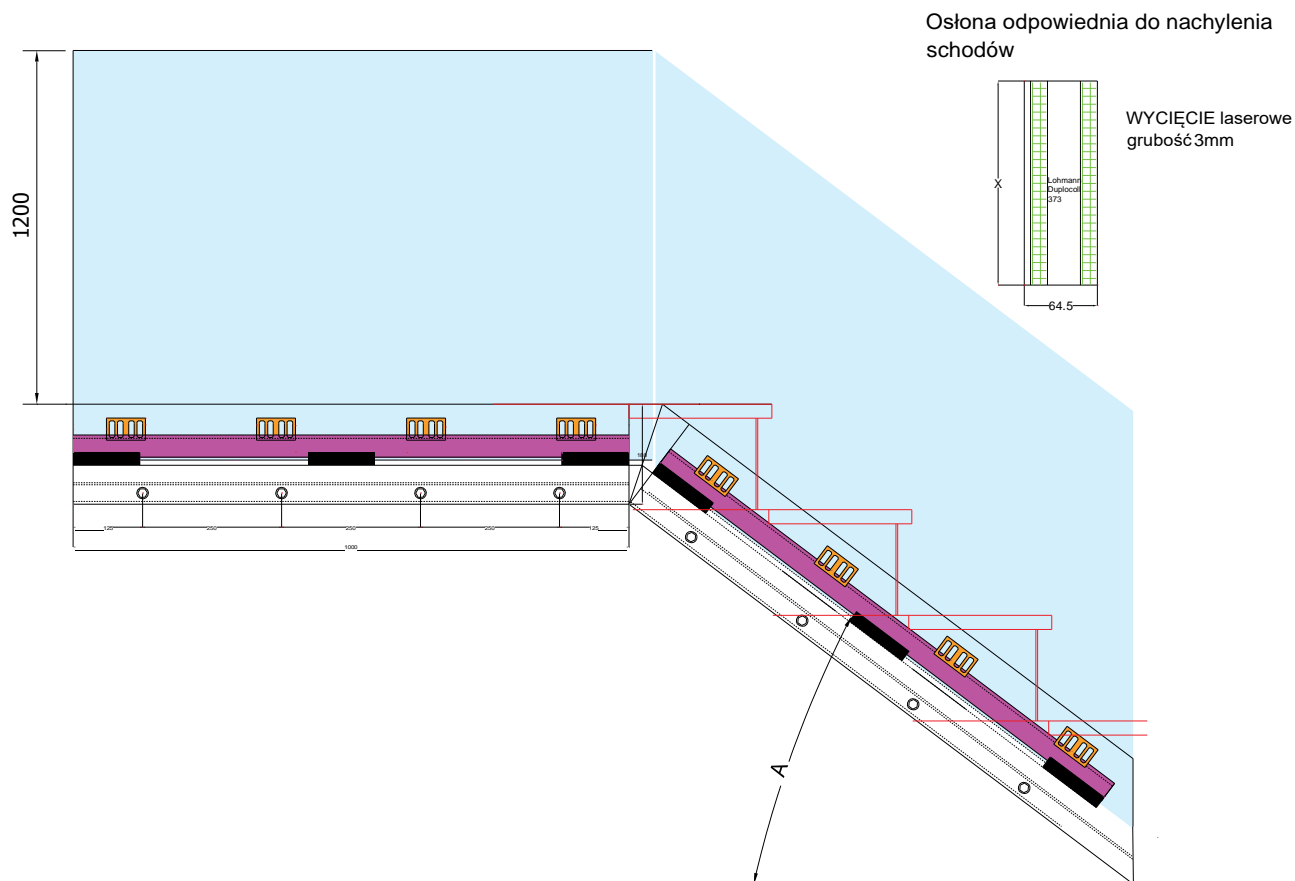 Osłona odpowiednia do nachylenia
schodów
WYCIĘCIE laserowe
grubość 3mm
X
Lohmann
Duplocoll
373
64.5
1200
125
250
250
250
125
1000
A